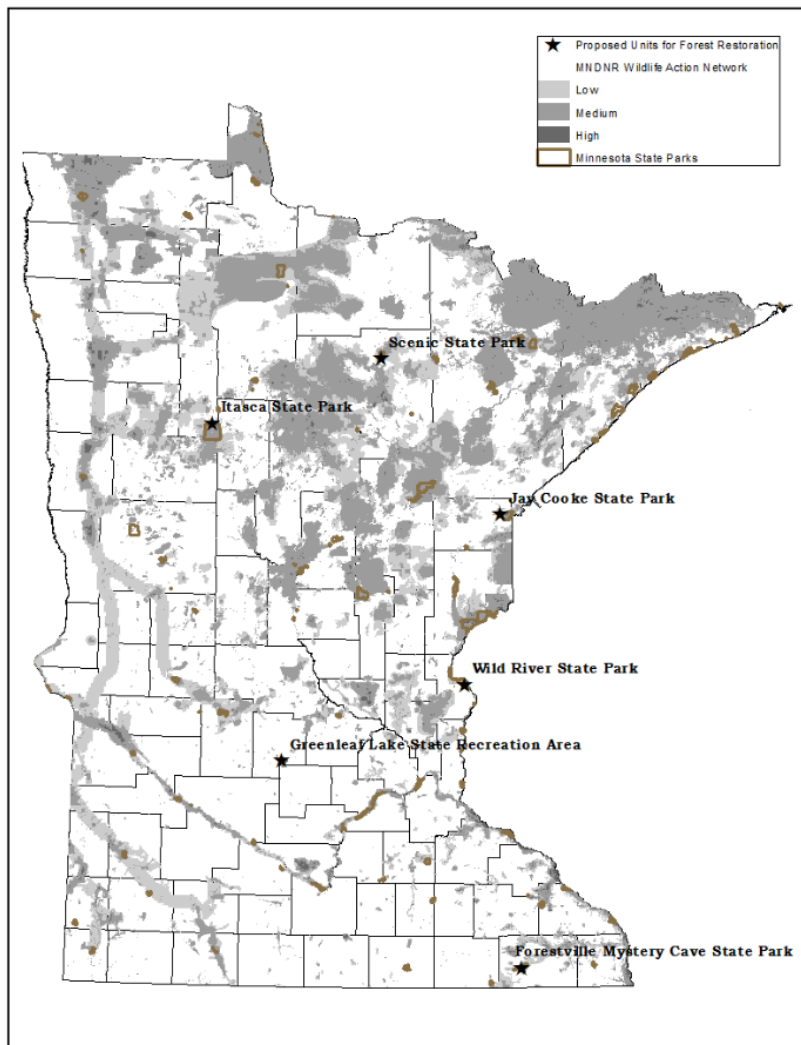 Proposed Units for Forest Restoration
MNDNR Wildlife Action Network
Low
Medium
High
Minnesota State Parks
Scenic State Park
Itasca State Park
Jay Cooke State Park
Wild River State Park
Greenleaf Lake State Recreation Area
Forestville Mystery Cave State Park